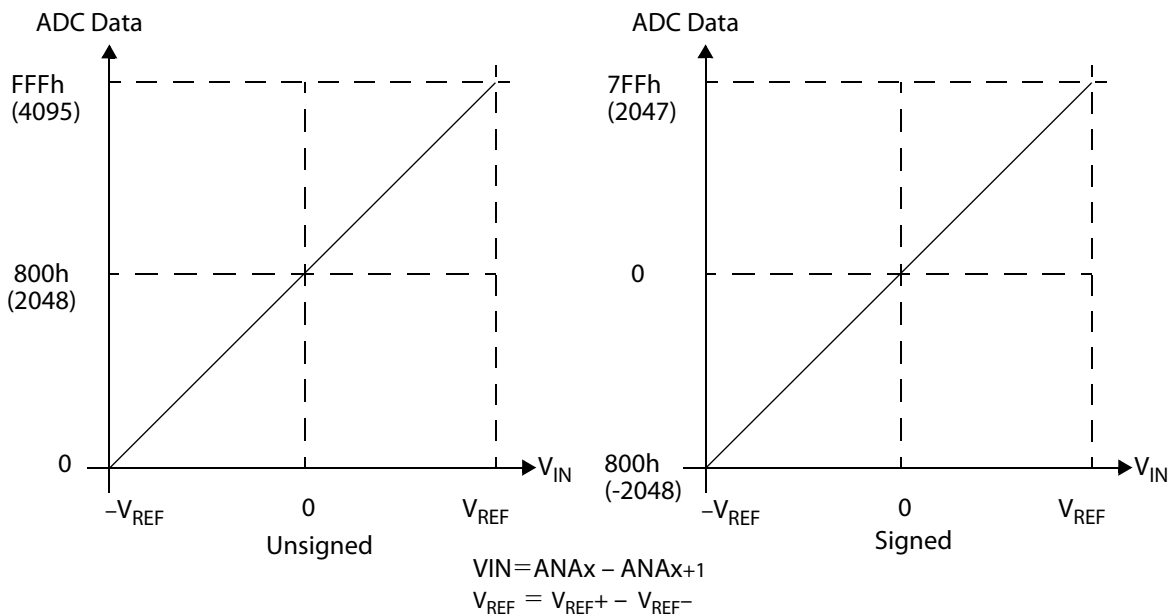 ADC Data
FFFh
(4095)
800h
(2048)
0
–VREF
0
VREF
VIN
Unsigned
ADC Data
7FFh
(2047)
0
800h
(-2048)
–VREF
0
VREF
VIN
Signed
VIN=ANAx – ANAx+1
VREF = VREF+ – VREF–